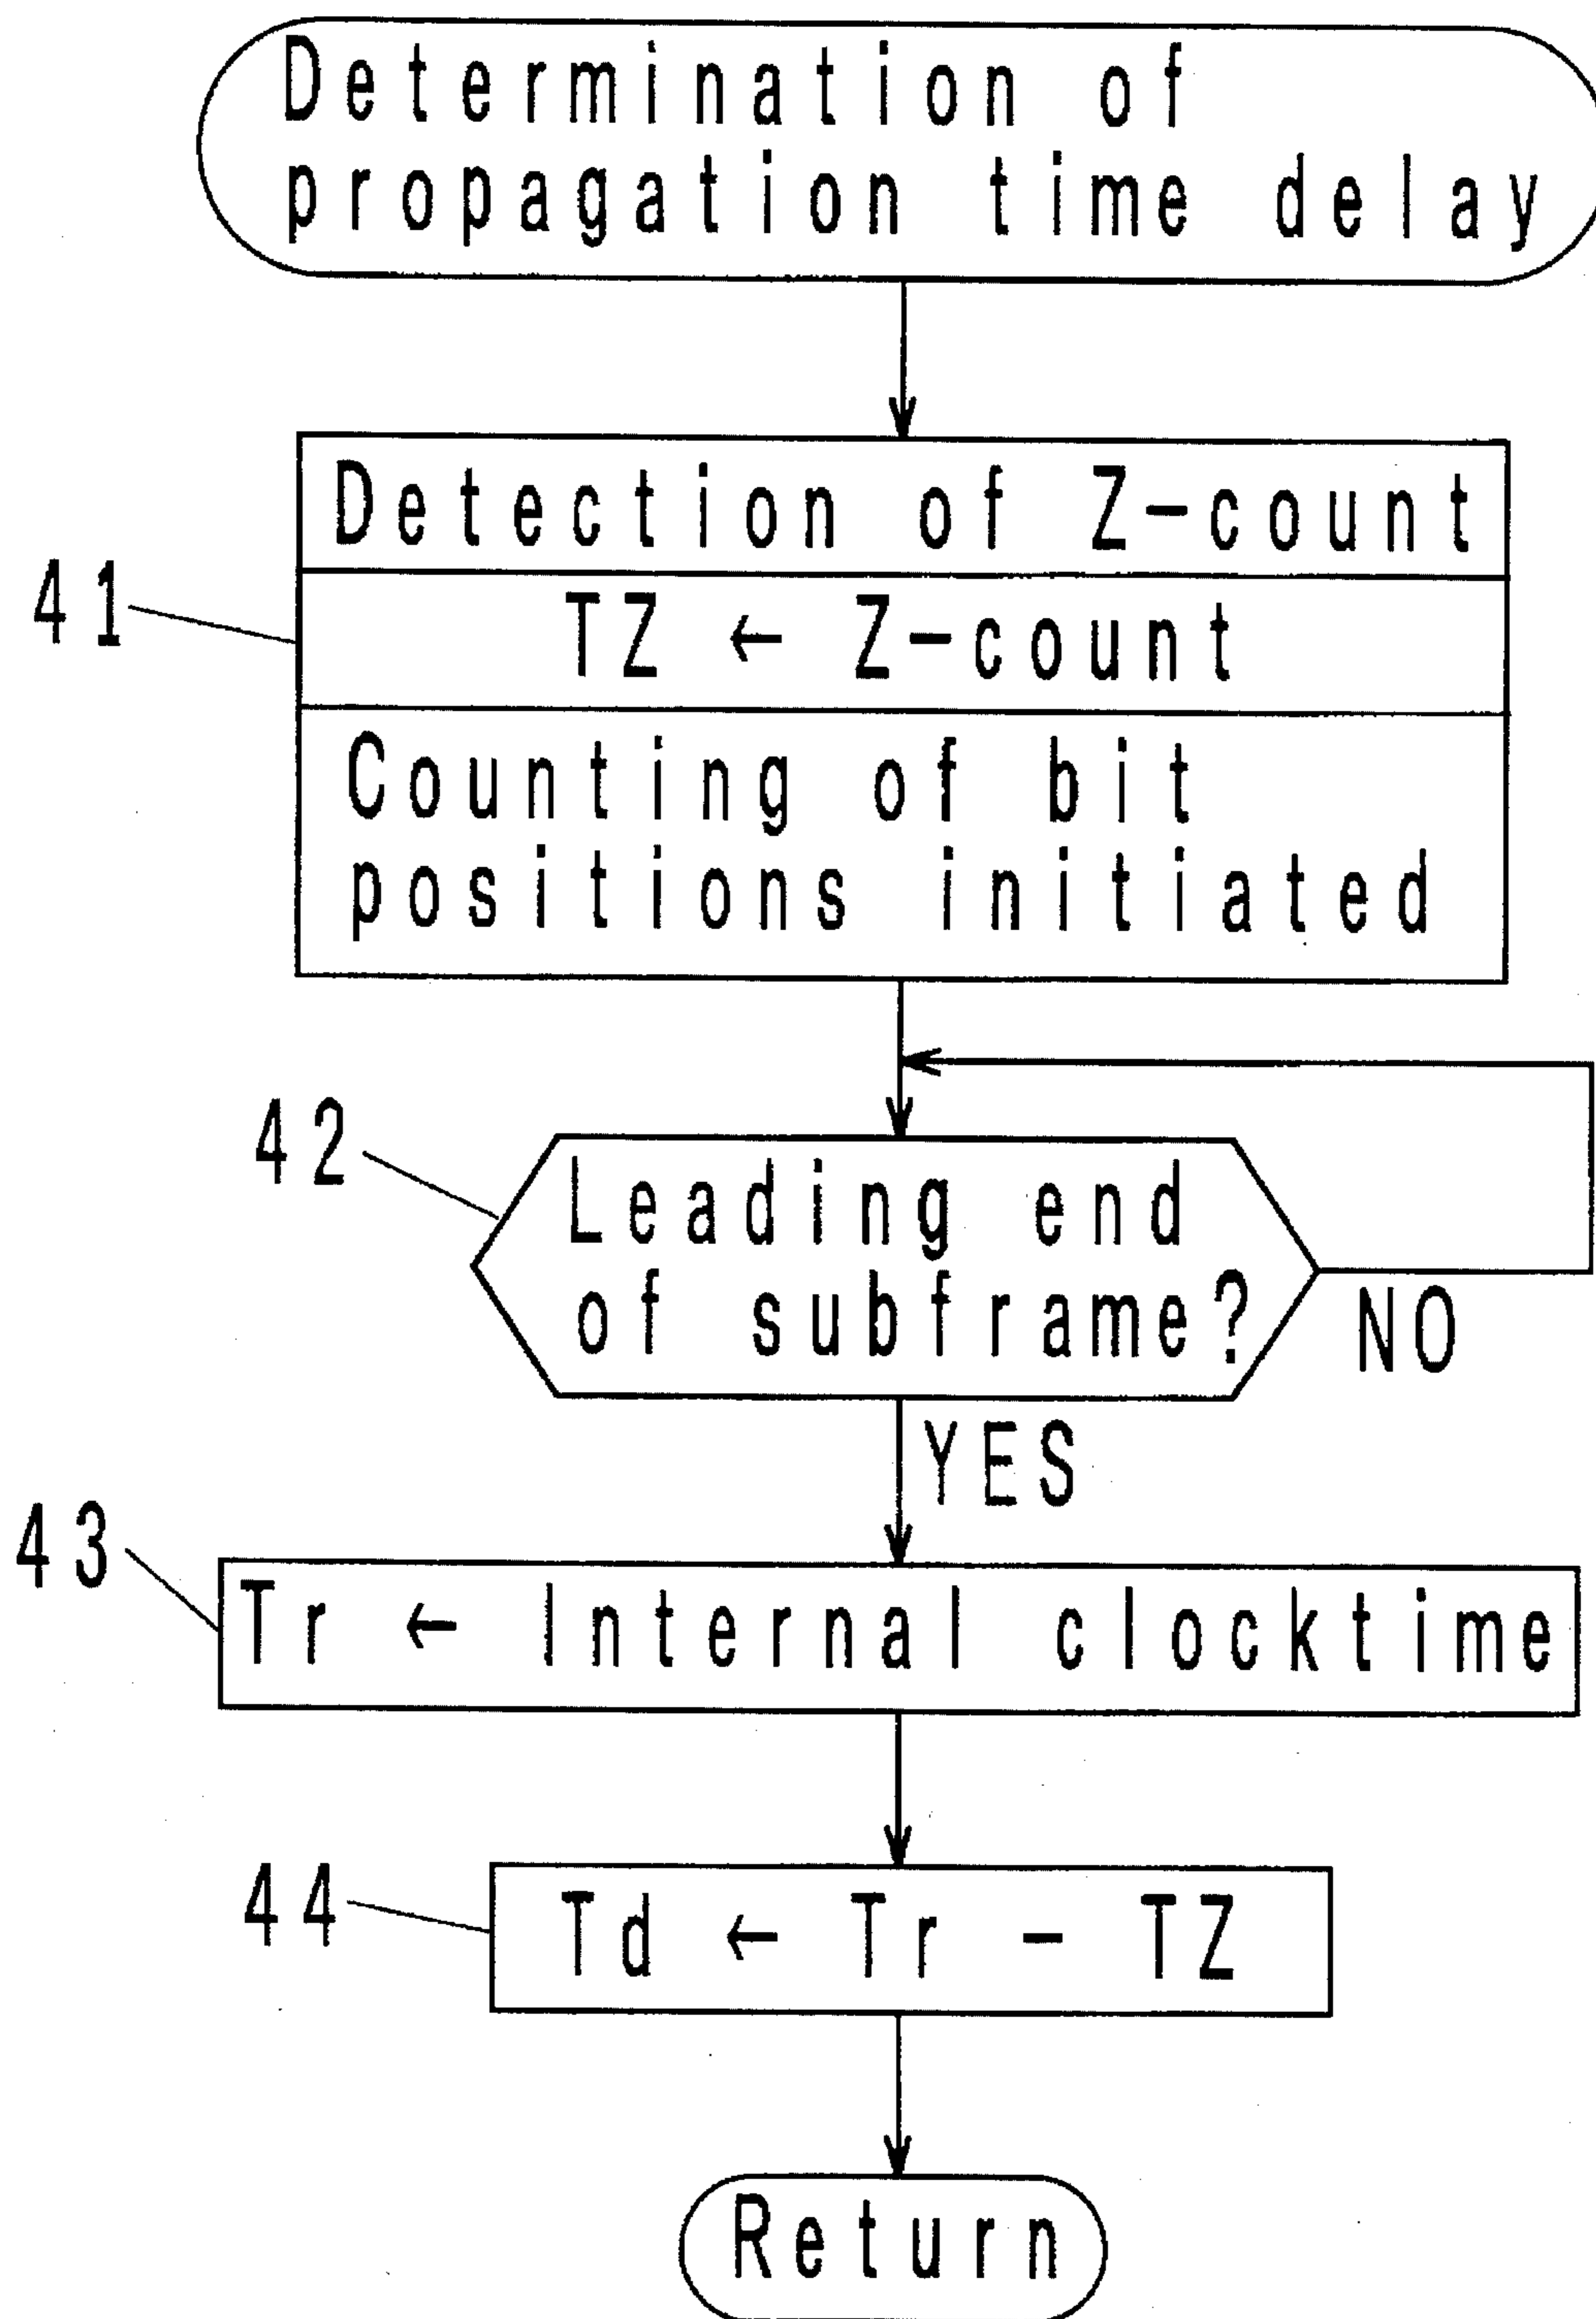 Determination of
propagation time delay
Detection of Z-count
41
TZ ← Z-count
Counting of bit
positions initiated
42
Leading end
of subframe?
NO
YES
43
Tr ← Internal clocktime
44
Td ← Tr - TZ
Return